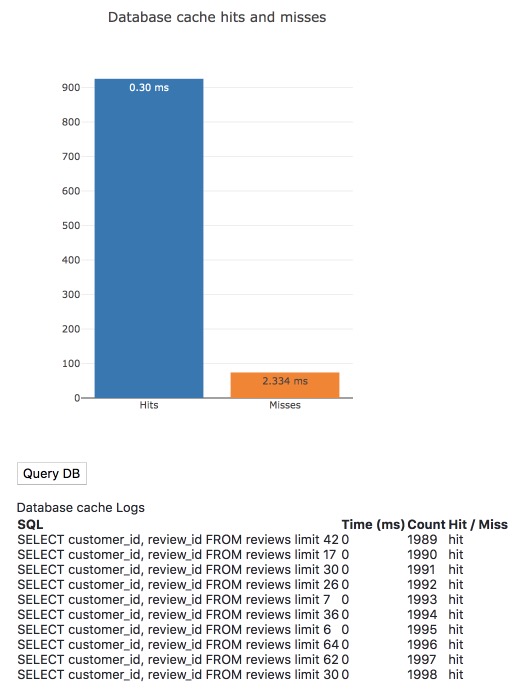 Database cache hits and misses
900
800
700
600
500
400
300
200
100
0
0.30 ms
2.334 ms
Hits Misses
Query DB
Database cache Logs
SQL Time (ms) Count Hit / Miss
SELECT customer_id, review_id FROM reviews limit 42 0 1989 hit
SELECT customer_id, review_id FROM reviews limit 17 0 1990 hit
SELECT customer_id, review_id FROM reviews limit 30 0 1991 hit
SELECT customer_id, review_id FROM reviews limit 26 0 1992 hit
SELECT customer_id, review_id FROM reviews limit 7 0 1993 hit
SELECT customer_id, review_id FROM reviews limit 36 0 1994 hit
SELECT customer_id, review_id FROM reviews limit 6 0 1995 hit
SELECT customer_id, review_id FROM reviews limit 64 0 1996 hit
SELECT customer_id, review_id FROM reviews limit 62 0 1997 hit
SELECT customer_id, review_id FROM reviews limit 30 0 1998 hit